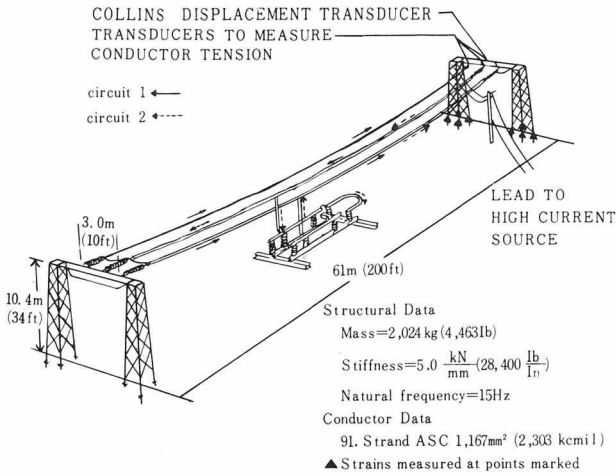 COLLINS DISPLACEMENT TRANSDUCER
TRANSDUCERS TO MEASURE
CONDUCTOR TENSION
circuit 1
circuit 2
LEAD TO
HIGH CURRENT
SOURCE
3.0m
(10ft)
61m (200ft)
10.4m
(34ft)
Structural Data
Mass=2,024kg(4,463Ib)
Stiffness=5.0 kN/mm (28,400 Ib/In)
Natural frequency=15Hz
Conductor Data
91. Strand ASC 1,167mm² (2,303 kcmil)
▲Strains measured at points marked